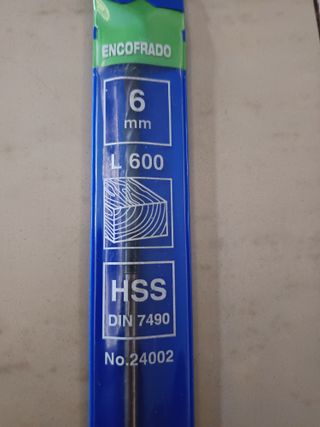 ENCOFRADO
6
mm
L 600
HSS
DIN 7490
No.24002